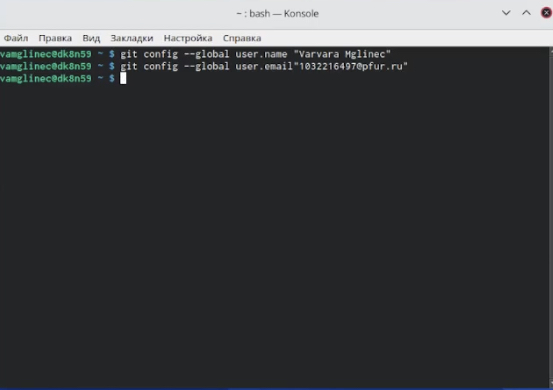 ~ : bash — Konsole
Файл Правка Вид Закладки Настройка Справка
vamglinec@dk8n59 ~ $ git config --global user.name "Varvara Mglinec"
vamglinec@dk8n59 ~ $ git config --global user.email"1032216497@pfur.ru"
vamglinec@dk8n59 ~ $